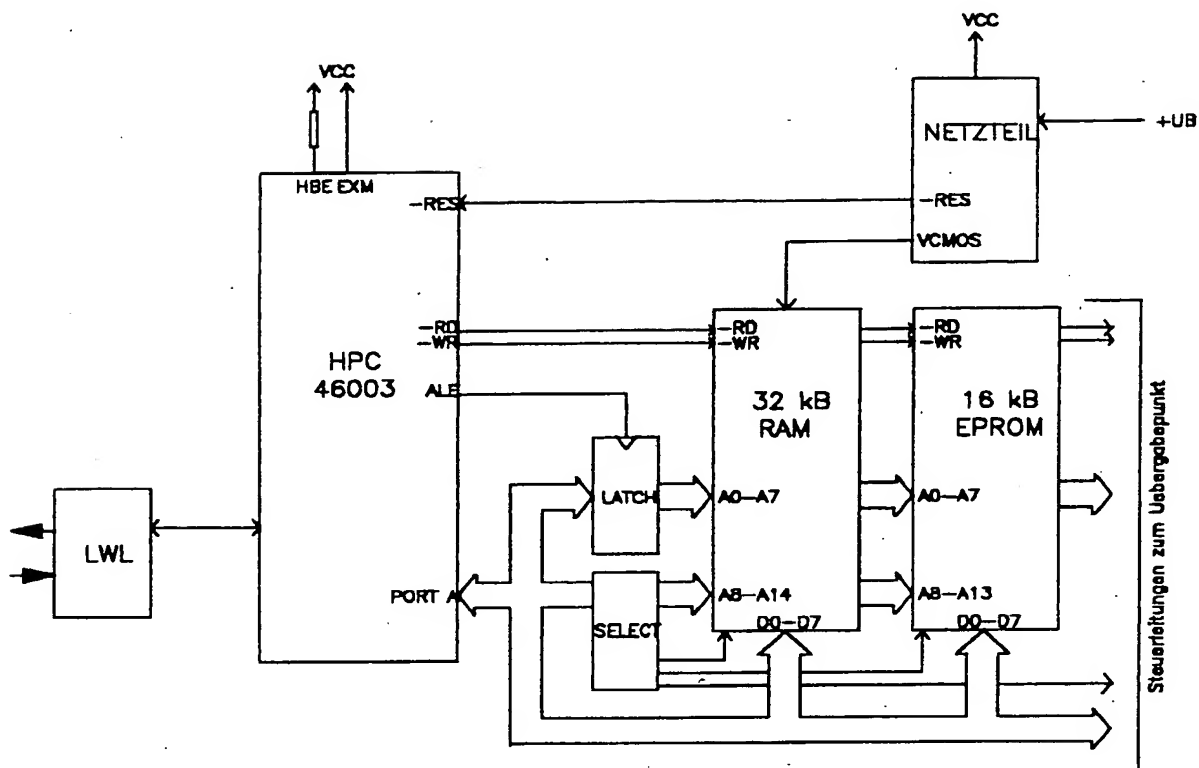 VCC
VCC
NETZTEIL
+UB
HBE EXM
-RES
-RES
VCMOS
-RD
-WR
-RD
-WR
-RD
-WR
HPC
46003
ALE
32 kB
RAM
16 kB
EPROM
LATCH
A0-A7
A0-A7
LWL
PORT A
A8-A14
A8-A13
SELECT
D0-D7
D0-D7
Steuerleitungen zum Uebergabepunkt